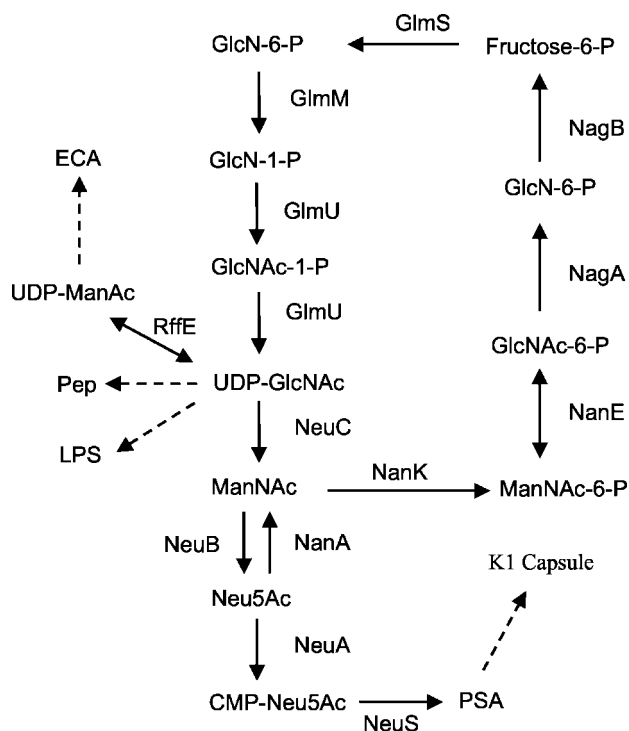 GlmS
GlcN-6-P
Fructose-6-P
GlmM
NagB
ECA
GlcN-1-P
GlcN-6-P
GlmU
GlcNAc-1-P
NagA
UDP-ManAc
GlmU
RffE
GlcNAc-6-P
Pep
UDP-GlcNAc
NeuC
NanE
LPS
NanK
ManNAc
ManNAc-6-P
NeuB
NanA
K1 Capsule
Neu5Ac
NeuA
CMP-Neu5Ac
PSA
NeuS